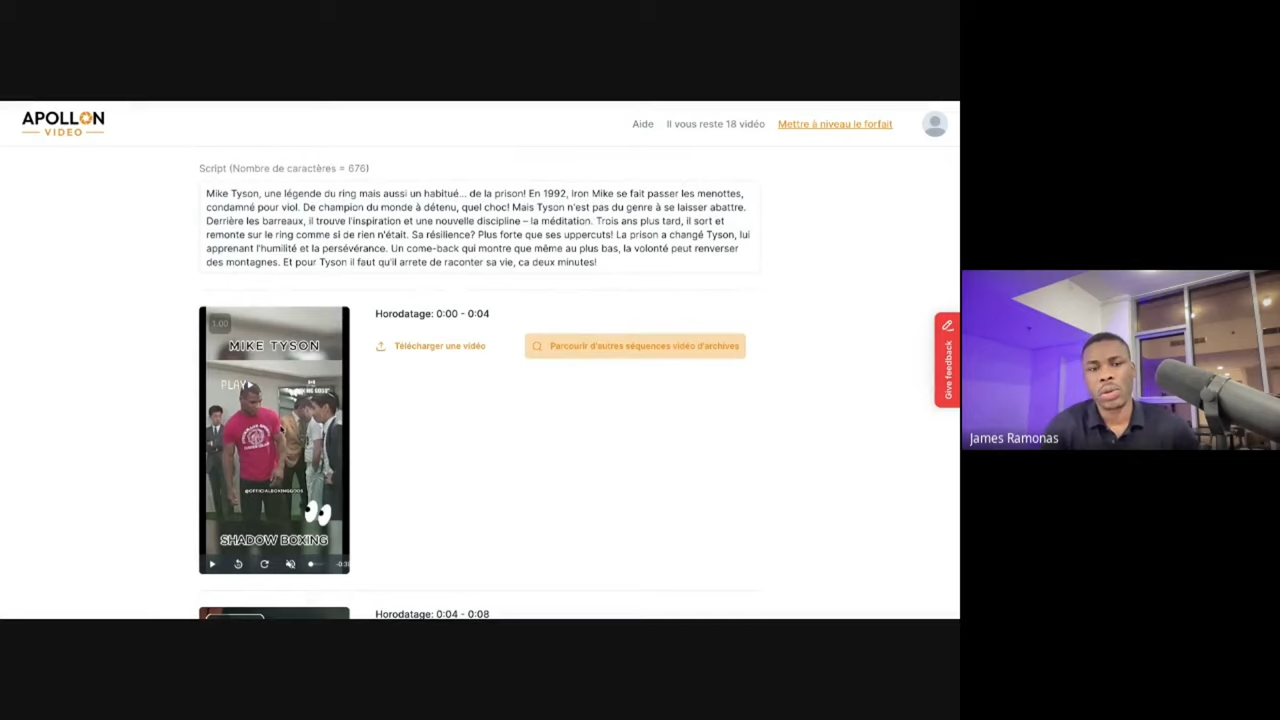 APOLLON
VIDEO
Aide
Il vous reste 18 vidéo
Mettre à niveau le forfait
Script (Nombre de caractères = 676)
Mike Tyson, une légende du ring mais aussi un habitué... de la prison! En 1992, Iron Mike se fait passer les menottes,
condamné pour viol. De champion du monde à détenu, quel choc! Mais Tyson n'est pas du genre à se laisser abattre.
Derrière les barreaux, il trouve l'inspiration et une nouvelle discipline – la méditation. Trois ans plus tard, il sort et
remonte sur le ring comme si de rien n'était. Sa résilience? Plus forte que ses uppercuts! La prison a changé Tyson, lui
apprenant l'humilité et la persévérance. Un come-back qui montre que même au plus bas, la volonté peut renverser
des montagnes. Et pour Tyson il faut qu'il arrete de raconter sa vie, ca deux minutes!
1.00
MIKE TYSON
PLAY
@OFFICIALBOXINGGODS
SHADOW BOXING
Horodatage: 0:00 - 0:04
Télécharger une vidéo
Parcourir d'autres séquences vidéo d'archives
Give feedback
James Ramonas
Horodatage: 0:04 - 0:08